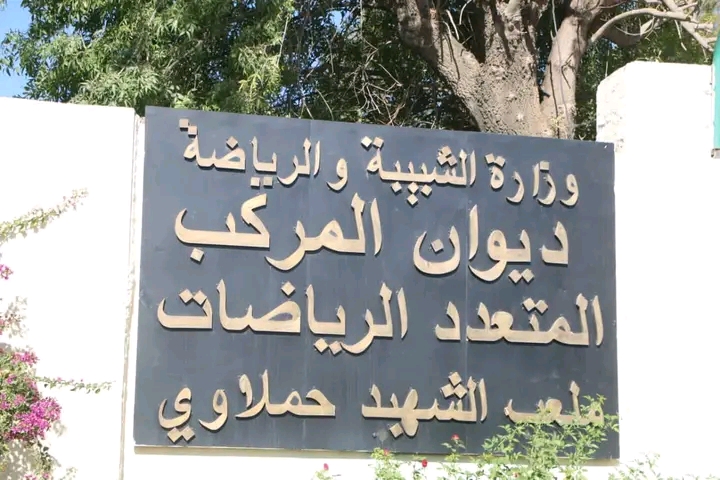 وزارة الشبيبة و الرياضة
ديوان المركب
المتعدد الرياضات
ملعب الشهيد حملاوي